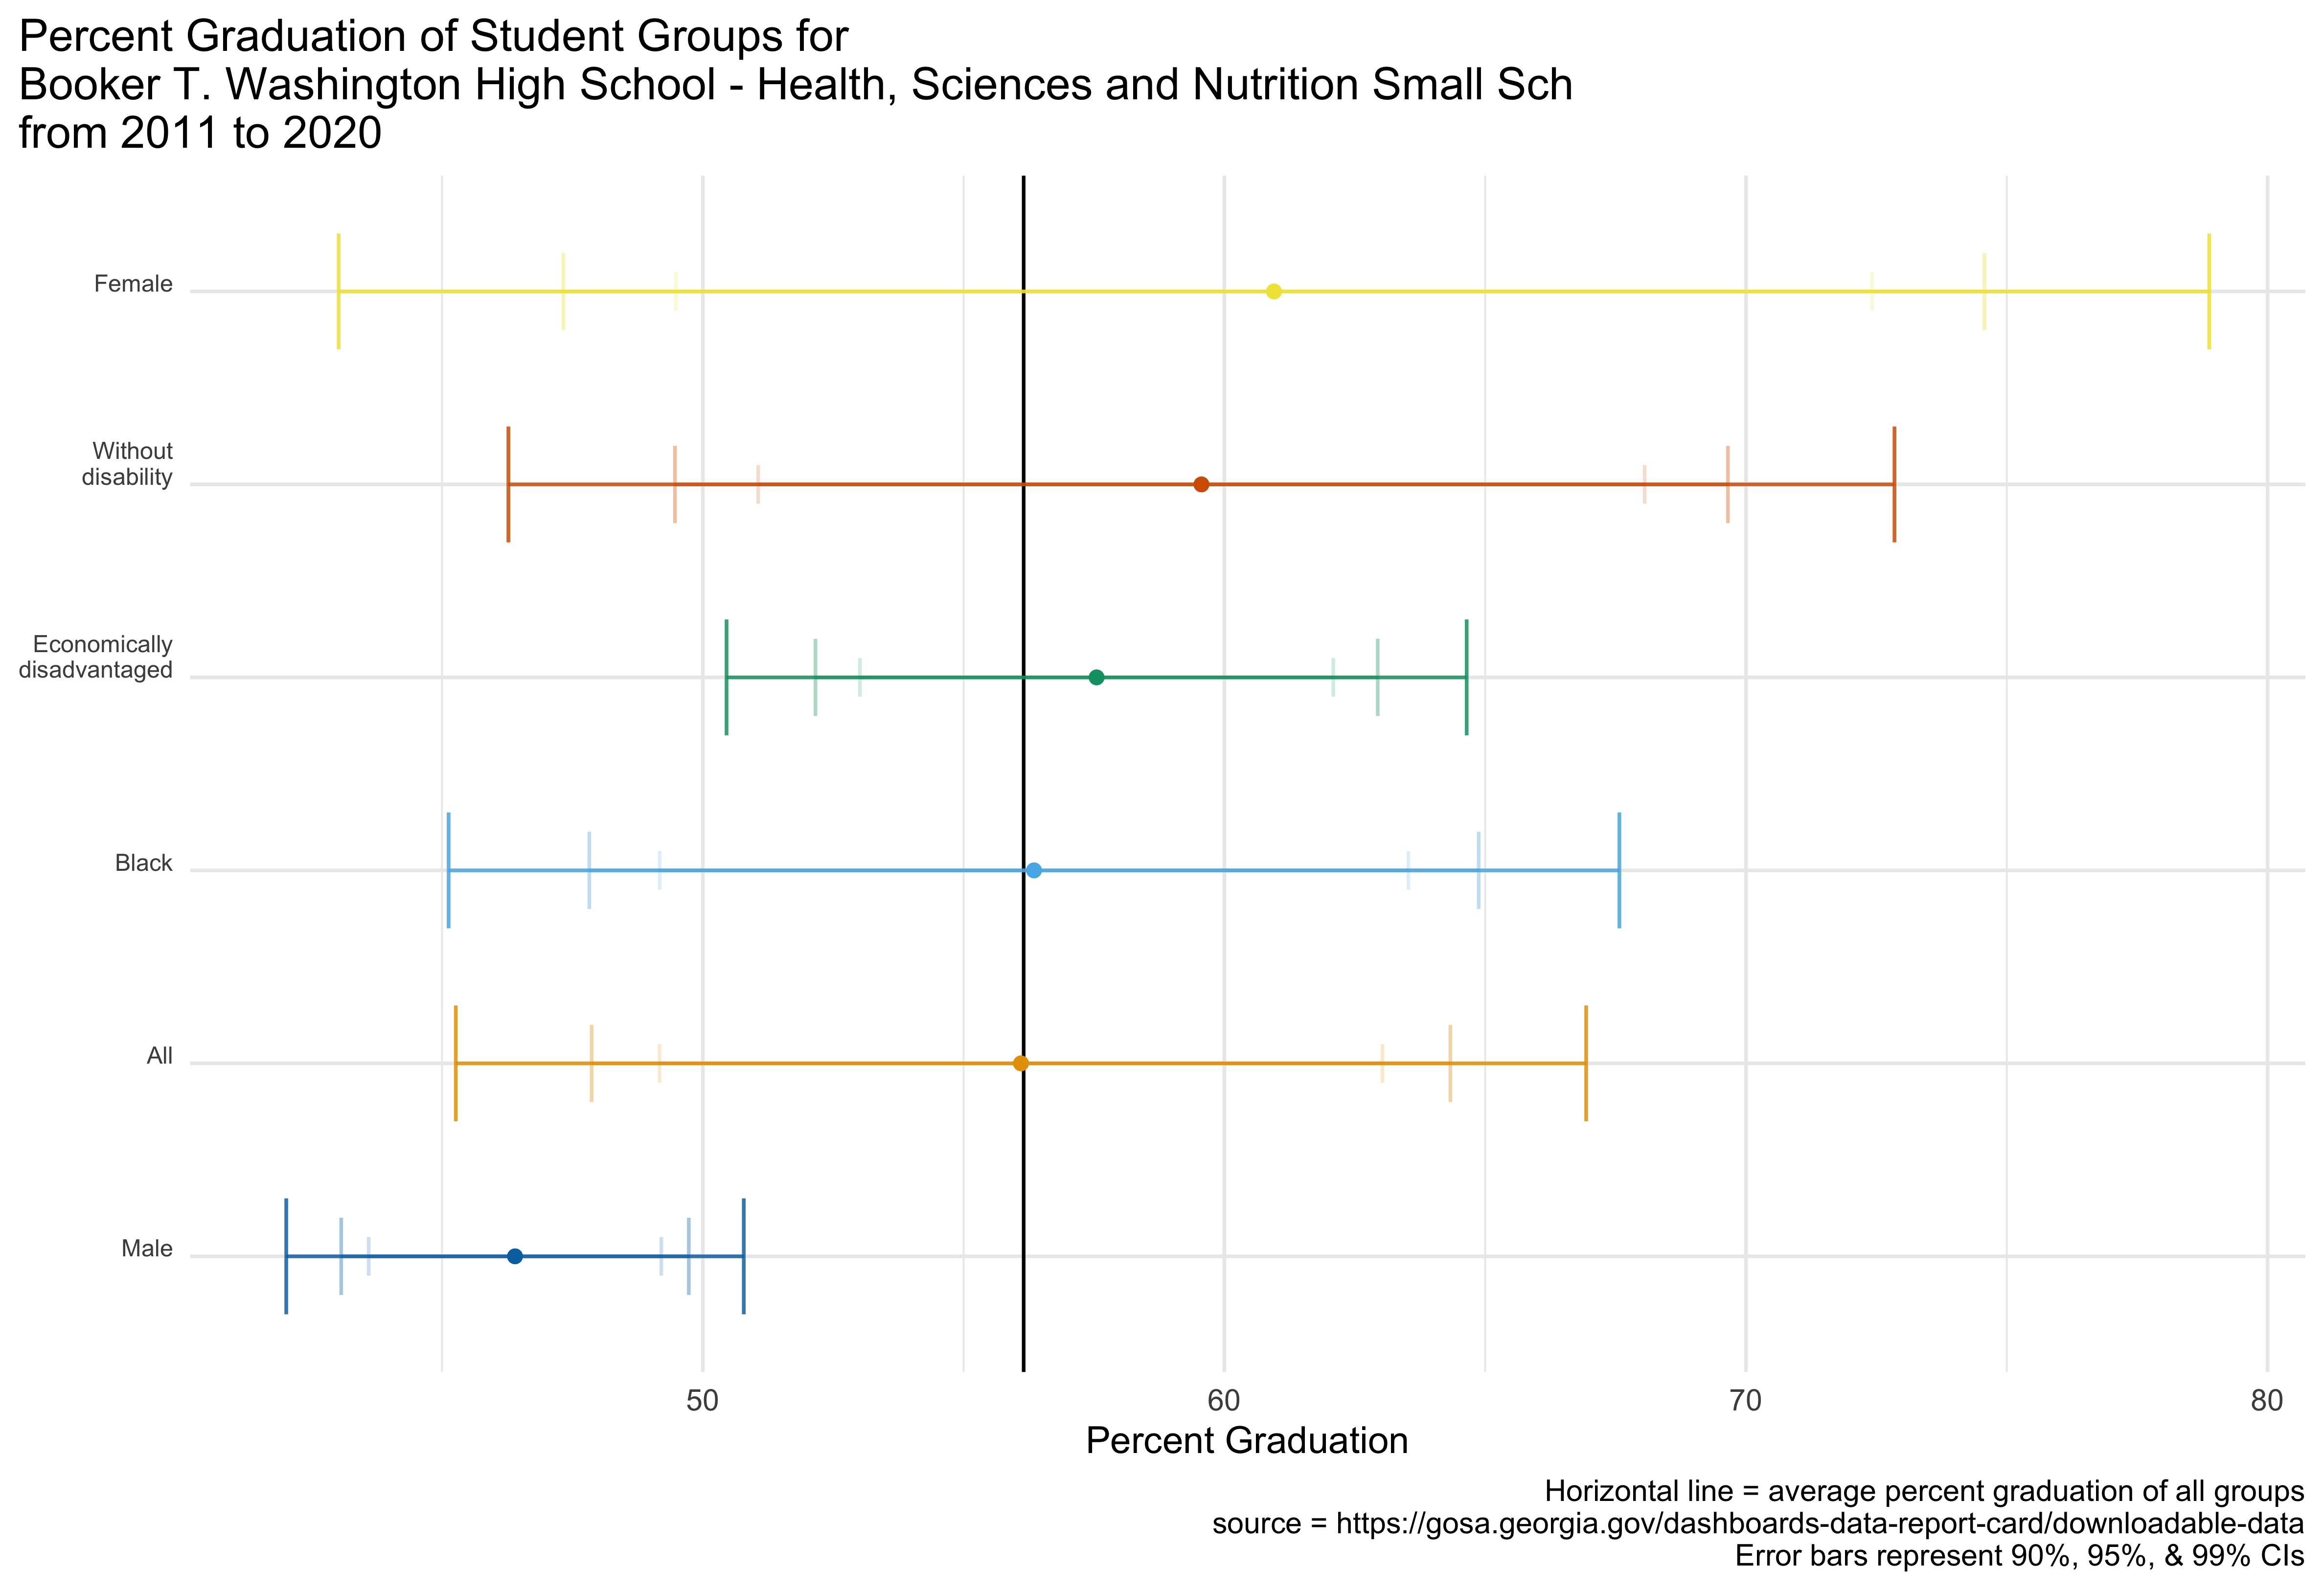 Percent Graduation of Student Groups for
Booker T. Washington High School - Health, Sciences and Nutrition Small Sch
from 2011 to 2020
Female
Without
disability
Economically
disadvantaged
Black
All
Male
50 60 70 80
Percent Graduation
Horizontal line = average percent graduation of all groups
source = https://gosa.georgia.gov/dashboards-data-report-card/downloadable-data
Error bars represent 90%, 95%, & 99% CIs